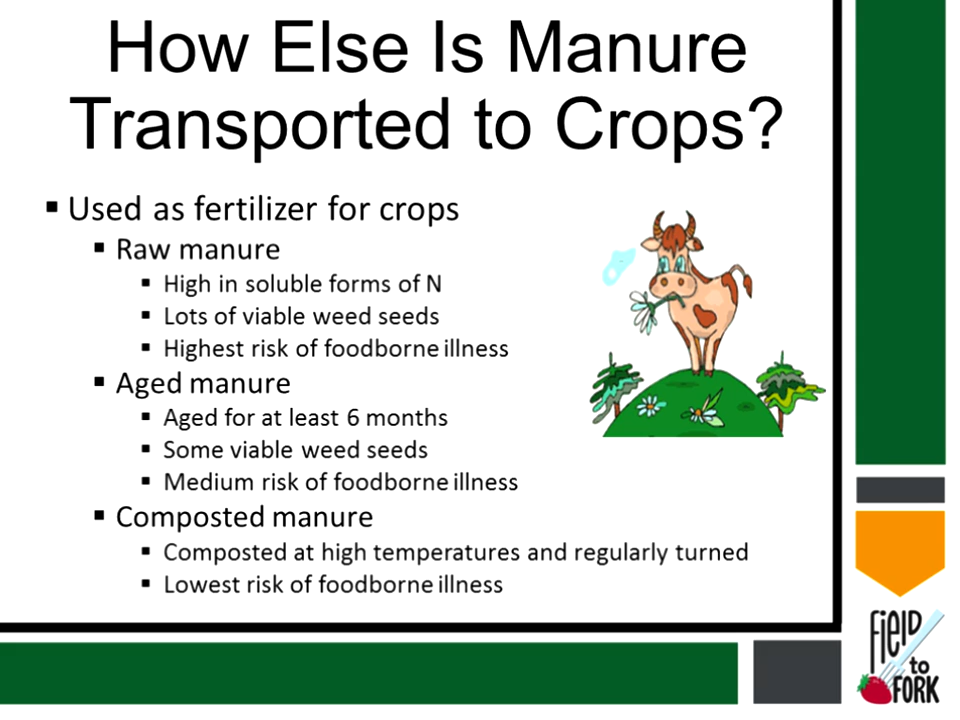 How Else Is Manure
Transported to Crops?
▪ Used as fertilizer for crops
▪ Raw manure
▪ High in soluble forms of N
▪ Lots of viable weed seeds
▪ Highest risk of foodborne illness
▪ Aged manure
▪ Aged for at least 6 months
▪ Some viable weed seeds
▪ Medium risk of foodborne illness
▪ Composted manure
▪ Composted at high temperatures and regularly turned
▪ Lowest risk of foodborne illness
FielD
to
FORK